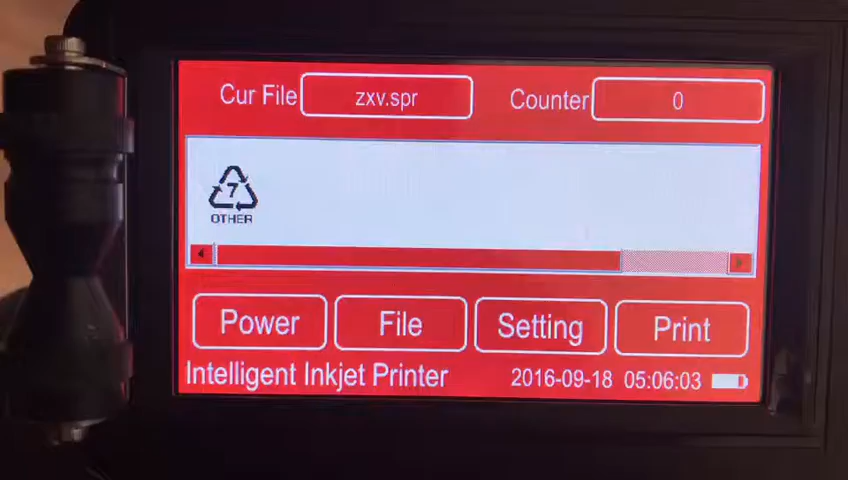 Cur File zxv.spr Counter 0
7
OTHER
Power File Setting Print
Intelligent Inkjet Printer 2016-09-18 05:06:03